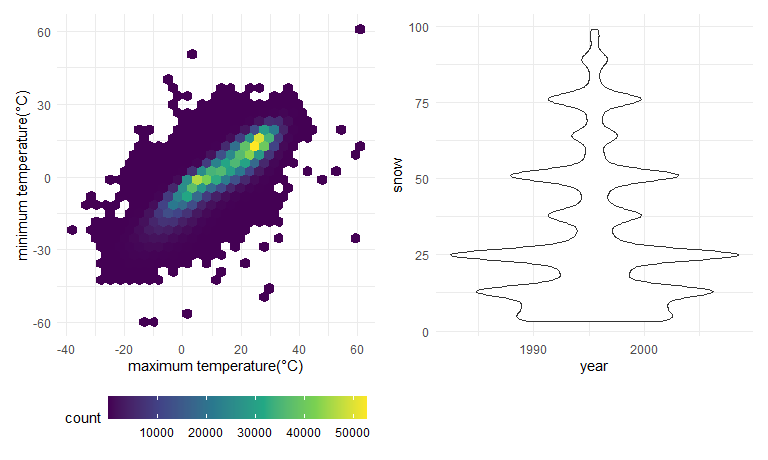 60
30
0
-30
-60
minimum temperature(°C)
-40 -20 0 20 40 60
maximum temperature(°C)
count
10000 20000 30000 40000 50000
100
75
50
25
0
snow
1990 2000
year